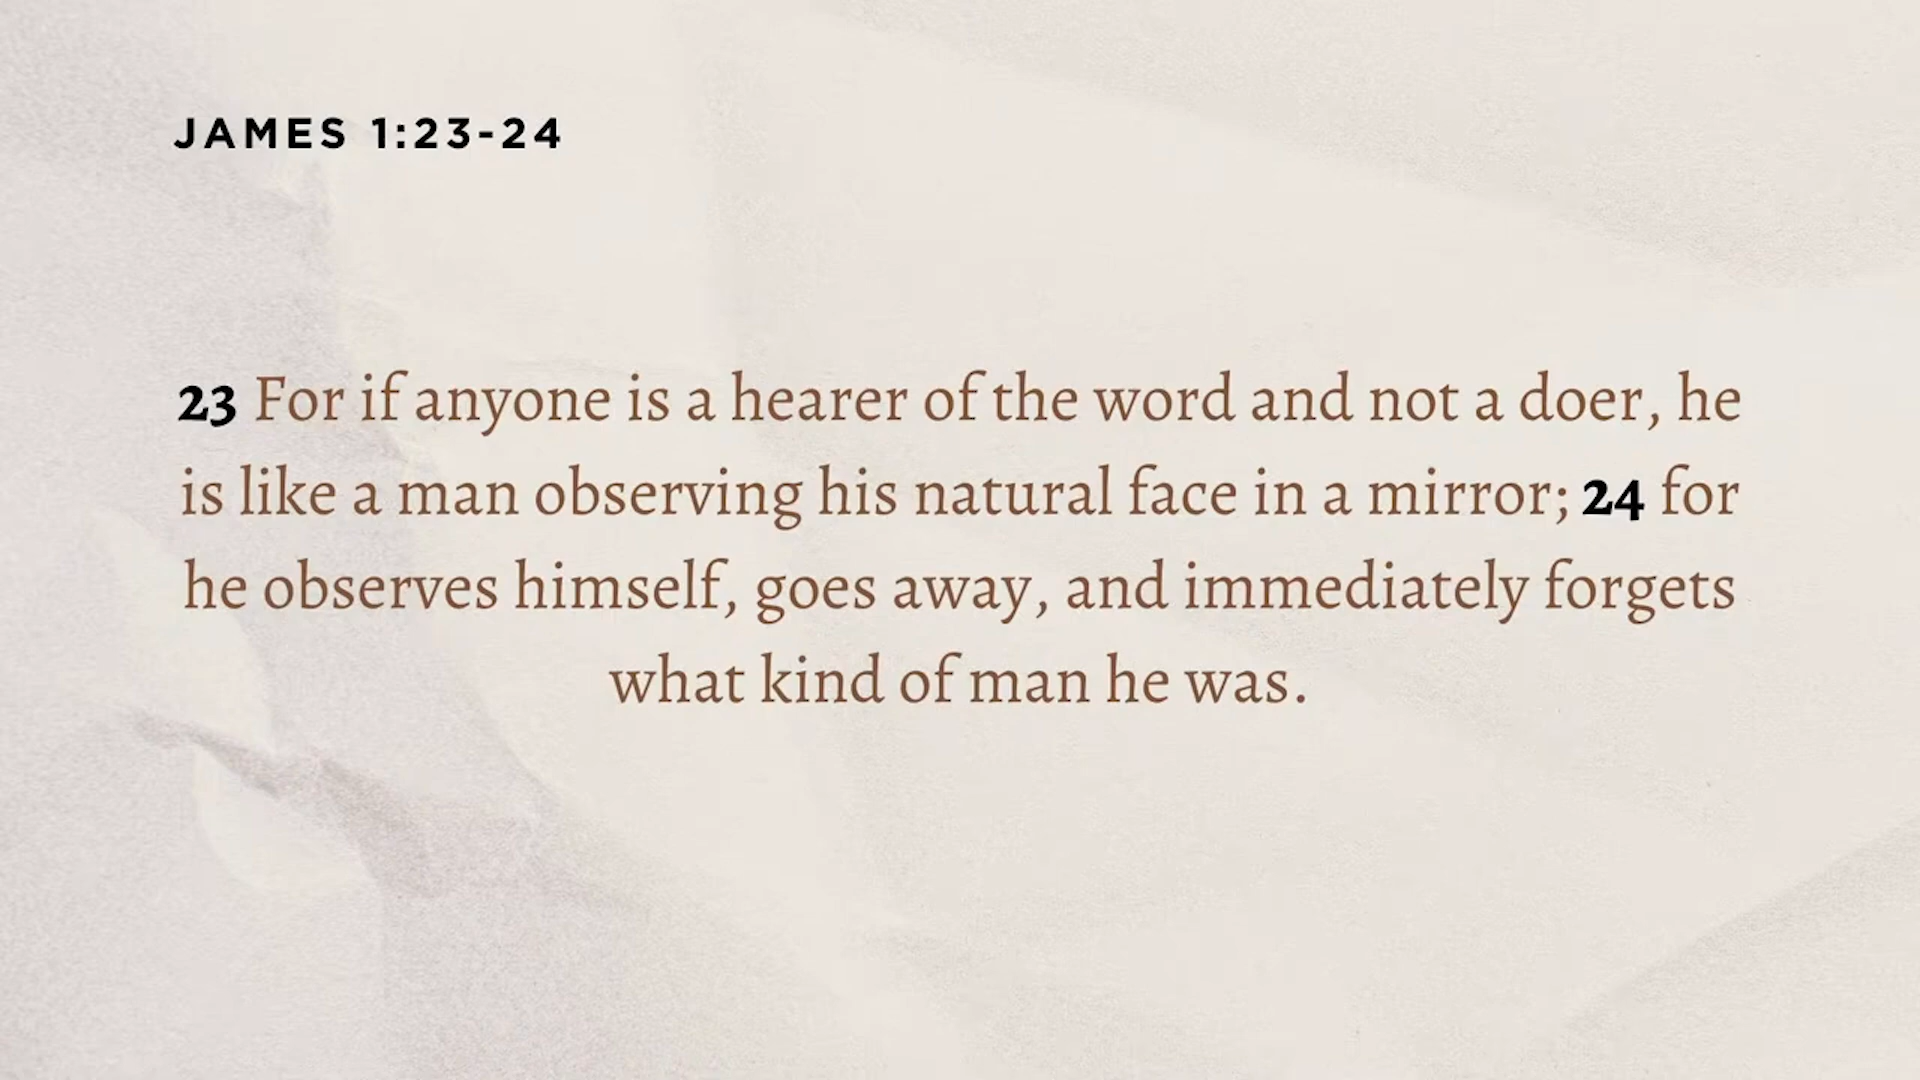 JAMES 1:23-24
23 For if anyone is a hearer of the word and not a doer, he
is like a man observing his natural face in a mirror; 24 for
he observes himself, goes away, and immediately forgets
what kind of man he was.